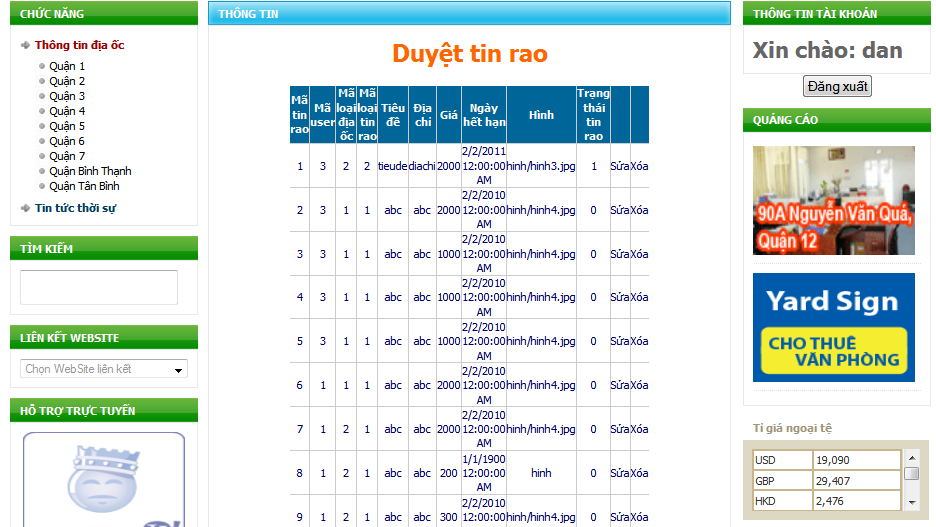 CHỨC NĂNG
Thông tin địa ốc
Quận 1
Quận 2
Quận 3
Quận 4
Quận 5
Quận 6
Quận 7
Quận Bình Thạnh
Quận Tân Bình
Tin tức thời sự
TÌM KIẾM
LIÊN KẾT WEBSITE
Chọn WebSite liên kết
HỖ TRỢ TRỰC TUYẾN
THÔNG TIN
Duyệt tin rao
Mã tin rao Mã user Mã loại địa ốc Mã loại tin rao Tiêu đề Địa chỉ Giá Ngày hết hạn Hình Trạng thái tin rao
1 3 2 2 tieude diachi 2000 2/2/2011 12:00:00 AM hinh/hinh3.jpg 1 Sửa Xóa
2 3 1 1 abc abc 2000 2/2/2010 12:00:00 AM hinh/hinh4.jpg 0 Sửa Xóa
3 3 1 1 abc abc 1000 2/2/2010 12:00:00 AM hinh/hinh4.jpg 0 Sửa Xóa
4 3 1 1 abc abc 1000 2/2/2010 12:00:00 AM hinh/hinh4.jpg 0 Sửa Xóa
5 3 1 1 abc abc 1000 2/2/2010 12:00:00 AM hinh/hinh4.jpg 0 Sửa Xóa
6 1 1 1 abc abc 2000 2/2/2010 12:00:00 AM hinh/hinh4.jpg 0 Sửa Xóa
7 1 2 1 abc abc 2000 2/2/2010 12:00:00 AM hinh/hinh4.jpg 0 Sửa Xóa
8 1 2 1 abc abc 200 1/1/1900 12:00:00 AM hinh 0 Sửa Xóa
9 1 2 1 abc abc 300 2/2/2010 12:00:00 hinh/hinh4.jpg 0 Sửa Xóa
THÔNG TIN TÀI KHOẢN
Xin chào: dan
Đăng xuất
QUẢNG CÁO
90A Nguyễn Văn Quá,
Quận 12
Yard Sign
CHO THUÊ
VĂN PHÒNG
Tỉ giá ngoại tệ
USD 19,090
GBP 29,407
HKD 2,476